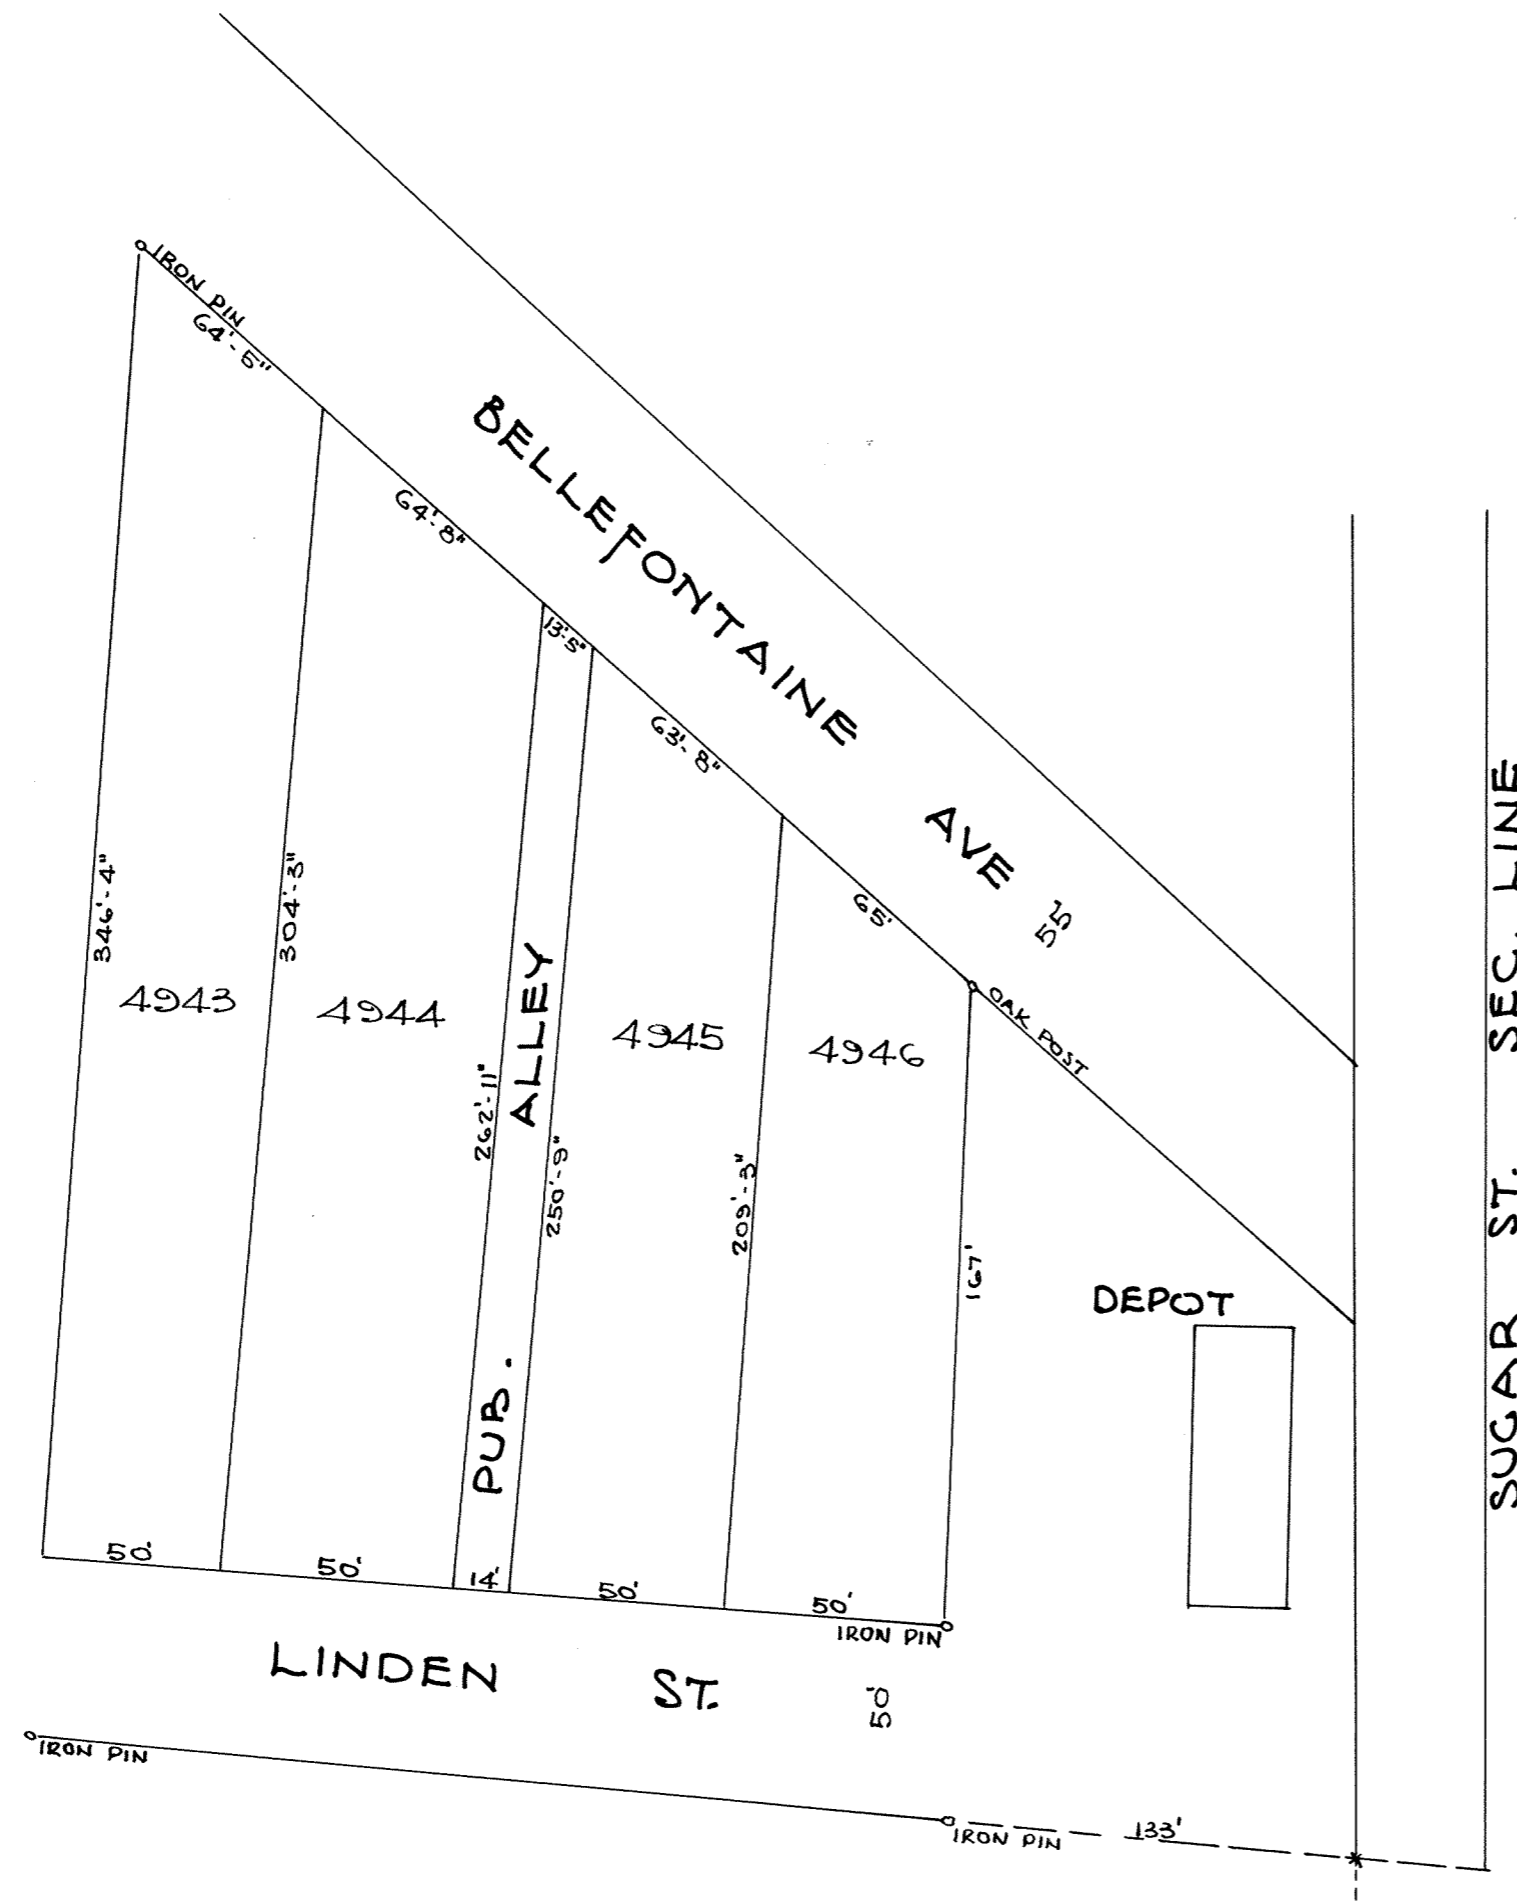 IRON PIN
64'-5"
BELLEFONTAINE AVE 55'
64'-8"
13'-5"
63'-8"
65'
OAK POST
346'-4"
304'-3"
262'-11"
250'-9"
209'-3"
167'
4943
4944
PUB. ALLEY
4945
4946
DEPOT
SUGAR ST. SEC. LINE
50'
50'
14'
50'
50'
IRON PIN
LINDEN ST. 50'
IRON PIN
IRON PIN
133'